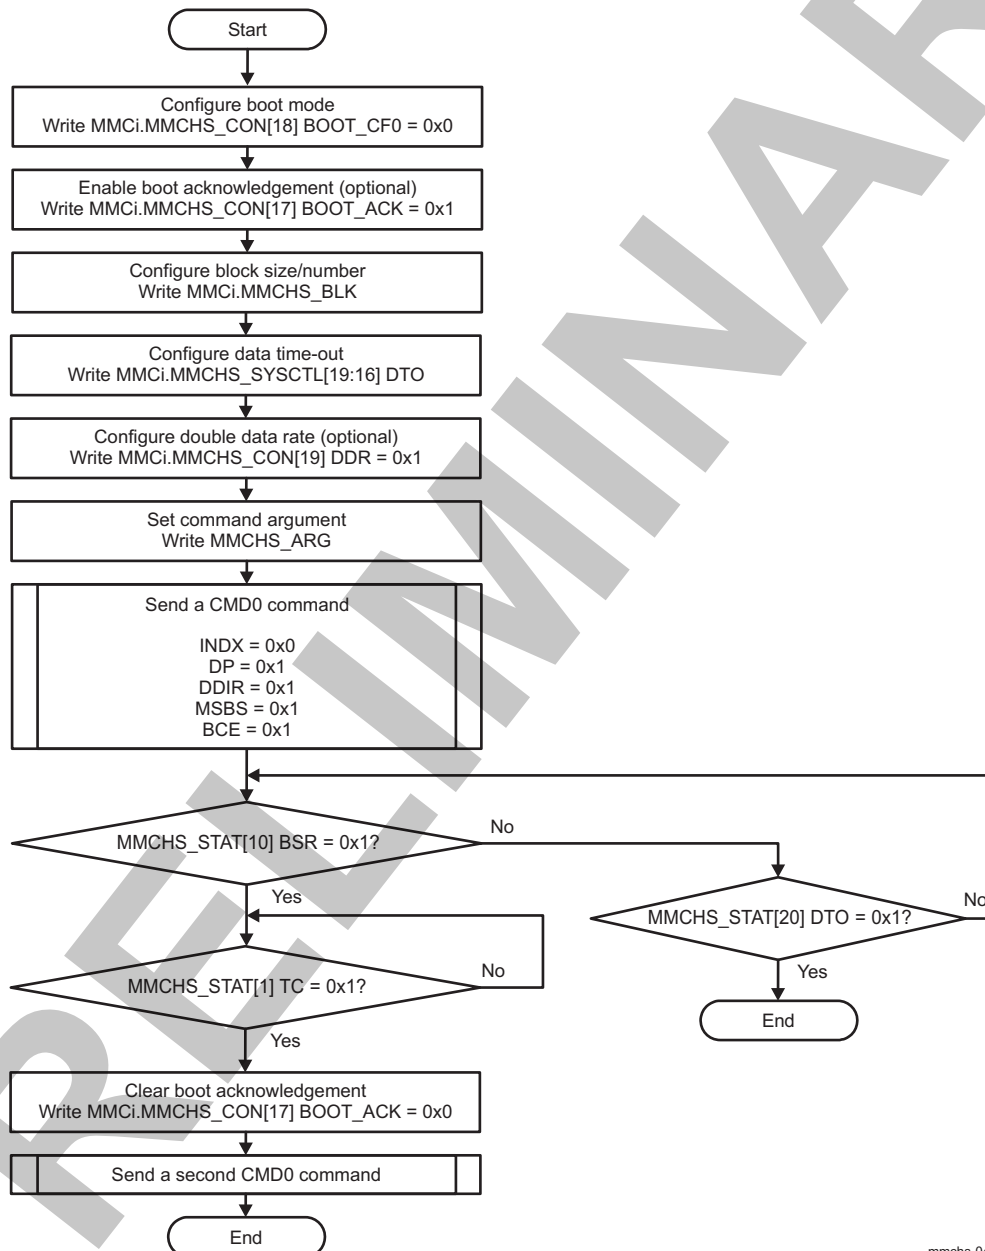 Start
Configure boot mode
Write MMCi.MMCHS_CON[18] BOOT_CF0 = 0x0
Enable boot acknowledgement (optional)
Write MMCi.MMCHS_CON[17] BOOT_ACK = 0x1
Configure block size/number
Write MMCi.MMCHS_BLK
Configure data time-out
Write MMCi.MMCHS_SYSCTL[19:16] DTO
Configure double data rate (optional)
Write MMCi.MMCHS_CON[19] DDR = 0x1
Set command argument
Write MMCHS_ARG
Send a CMD0 command
INDX = 0x0
DP = 0x1
DDIR = 0x1
MSBS = 0x1
BCE = 0x1
MMCHS_STAT[10] BSR = 0x1?
No
Yes
MMCHS_STAT[20] DTO = 0x1?
No
Yes
End
MMCHS_STAT[1] TC = 0x1?
No
Yes
Clear boot acknowledgement
Write MMCi.MMCHS_CON[17] BOOT_ACK = 0x0
Send a second CMD0 command
End
RELIMINAR